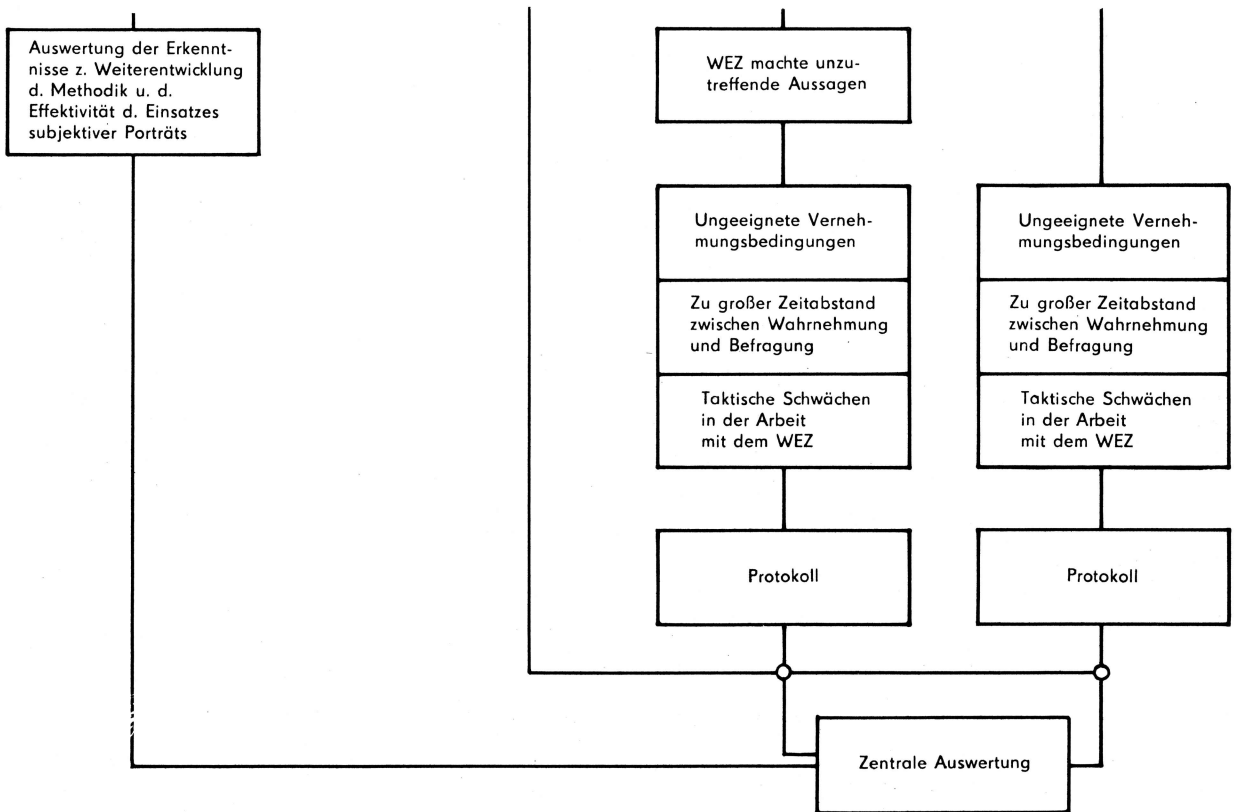 Auswertung der Erkennt-
nisse z. Weiterentwicklung
d. Methodik u. d.
Effektivität d. Einsatzes
subjektiver Porträts
WEZ machte unzu-
treffende Aussagen
Ungeeignete Verneh-
mungsbedingungen
Zu großer Zeitabstand
zwischen Wahrnehmung
und Befragung
Taktische Schwächen
in der Arbeit
mit dem WEZ
Protokoll
Ungeeignete Verneh-
mungsbedingungen
Zu großer Zeitabstand
zwischen Wahrnehmung
und Befragung
Taktische Schwächen
in der Arbeit
mit dem WEZ
Protokoll
Zentrale Auswertung